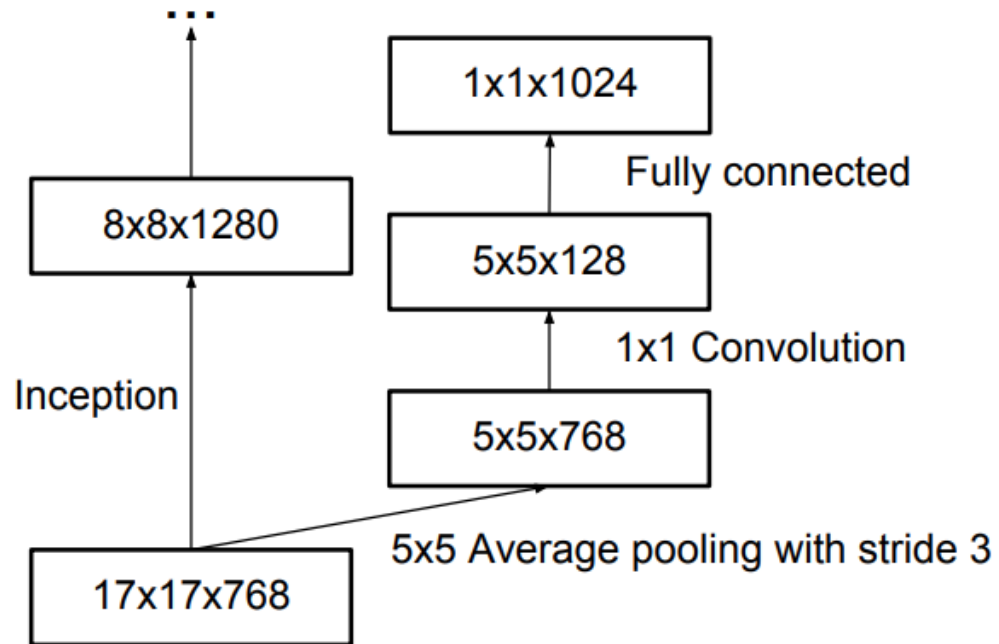 ...
1x1x1024
Fully connected
8x8x1280
5x5x128
1x1 Convolution
Inception
5x5x768
5x5 Average pooling with stride 3
17x17x768